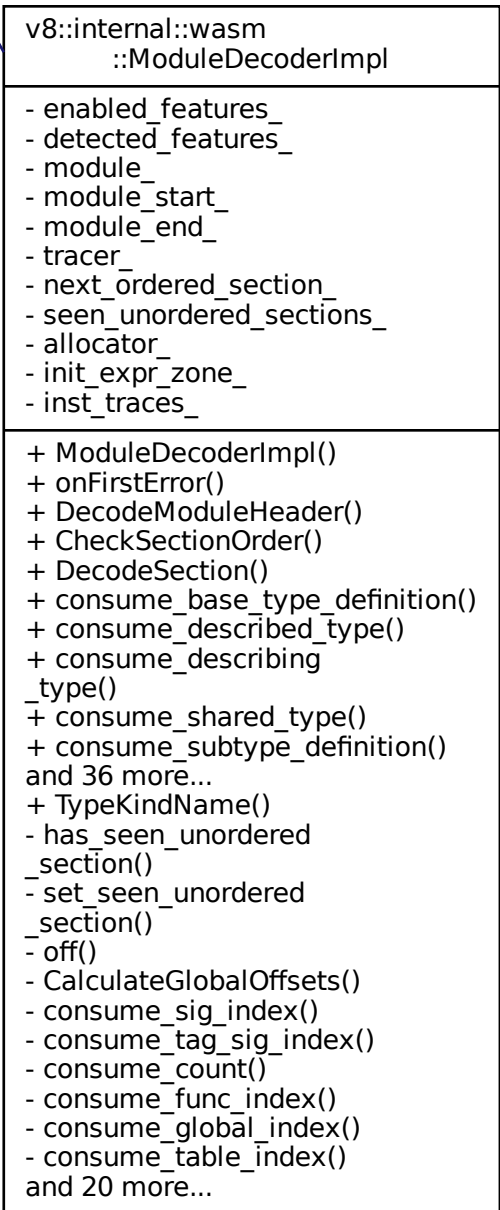 v8::internal::wasm
::ModuleDecoderImpl
- enabled_features_
- detected_features_
- module_
- module_start_
- module_end_
- tracer_
- next_ordered_section_
- seen_unordered_sections_
- allocator_
- init_expr_zone_
- inst_traces_
+ ModuleDecoderImpl()
+ onFirstError()
+ DecodeModuleHeader()
+ CheckSectionOrder()
+ DecodeSection()
+ consume_base_type_definition()
+ consume_described_type()
+ consume_describing
_type()
+ consume_shared_type()
+ consume_subtype_definition()
and 36 more...
+ TypeKindName()
- has_seen_unordered
_section()
- set_seen_unordered
_section()
- off()
- CalculateGlobalOffsets()
- consume_sig_index()
- consume_tag_sig_index()
- consume_count()
- consume_func_index()
- consume_global_index()
- consume_table_index()
and 20 more...